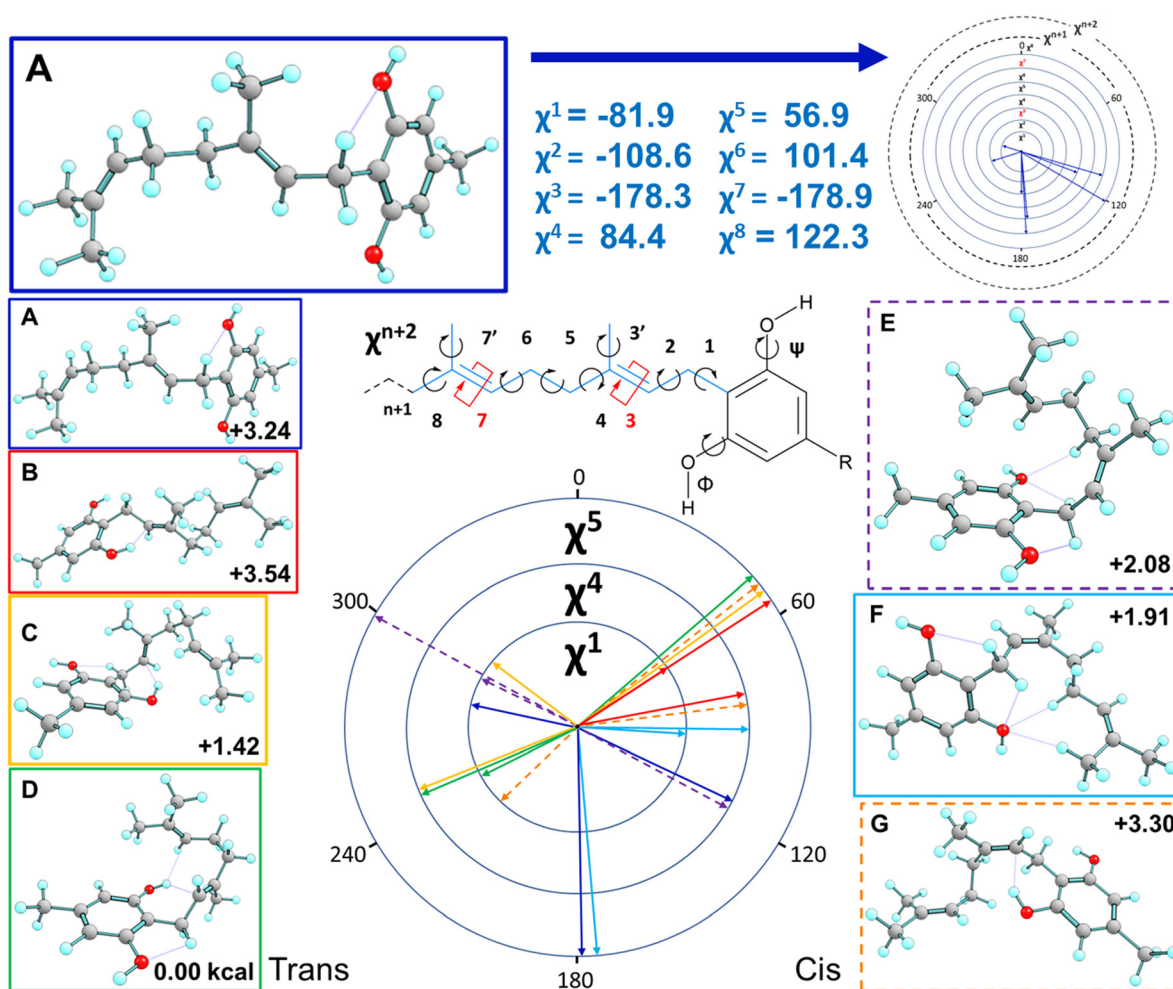 A
χ¹ = -81.9 χ⁵ = 56.9
χ² = -108.6 χ⁶ = 101.4
χ³ = -178.3 χ⁷ = -178.9
χ⁴ = 84.4 χ⁸ = 122.3
χⁿ⁺¹ χⁿ⁺²
0
300 60
240 120
180
A
+3.24
B
+3.54
C
+1.42
D
0.00 kcal
Trans
χⁿ⁺² 7' 6 5 3' 2 1 Ψ
O H
n+1 8 7 4 3
O R
H Φ
0
χ⁵
χ⁴
χ¹
300 60
240 120
180
Cis
E
+2.08
F
+1.91
G
+3.30